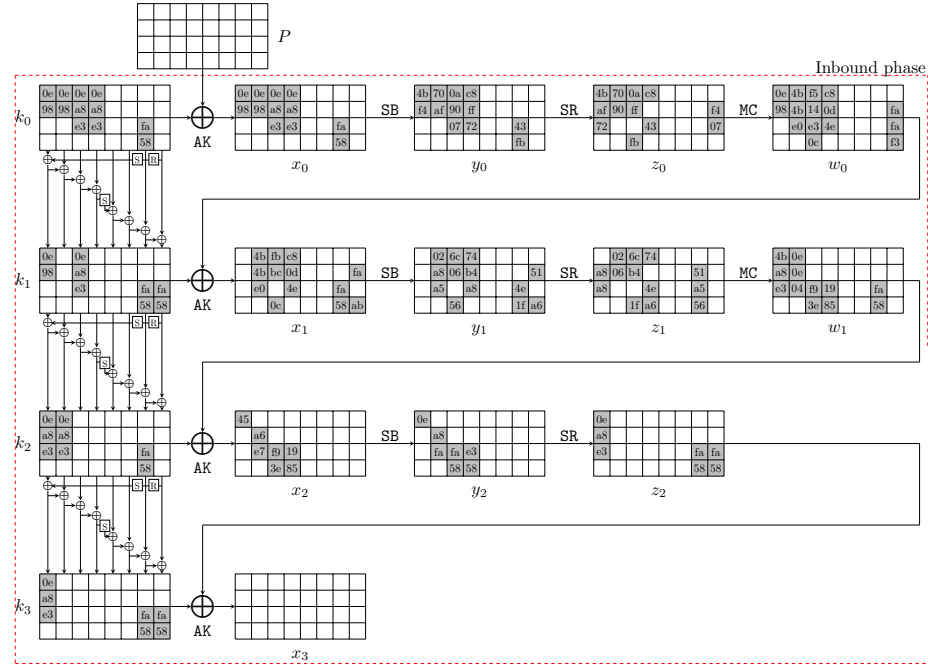 P
Inbound phase
0e 0e 0e 0e 0e 0e 0e 0e 4b 70 0a c8 4b 70 0a c8 0e 4b f5 c8
98 98 a8 a8 98 98 a8 a8 f4 af 90 ff af 90 ff f4 98 4b 14 0d fa
k0 SB SR MC
e3 e3 fa e3 e3 fa 07 72 43 72 43 07 e0 e3 4e fa
58 AK 58 fb fb 0c f3
x0 y0 z0 w0
S R
S
0e 0e 4b fb c8 02 6c 74 02 6c 74 4b 0e
98 a8 4b bc 0d fa a8 06 b4 51 a8 06 b4 51 a8 0e
k1 SB SR MC
e3 fa fa e0 4e a5 a8 4e a8 4e a5 e3 04 f9 19 fa
58 58 AK 0c 58 ab 56 1f a6 1f a6 56 3e 85 58
x1 y1 z1 w1
S R
S
0e 0e 45 0e 0e
a8 a8 a6 a8 a8
k2 SB SR
e3 e3 fa e7 f9 19 fa fa e3 e3 fa fa
58 AK 3e 85 58 58 58 58
x2 y2 z2
S R
S
0e
a8
k3
e3 fa fa
58 58 AK
x3